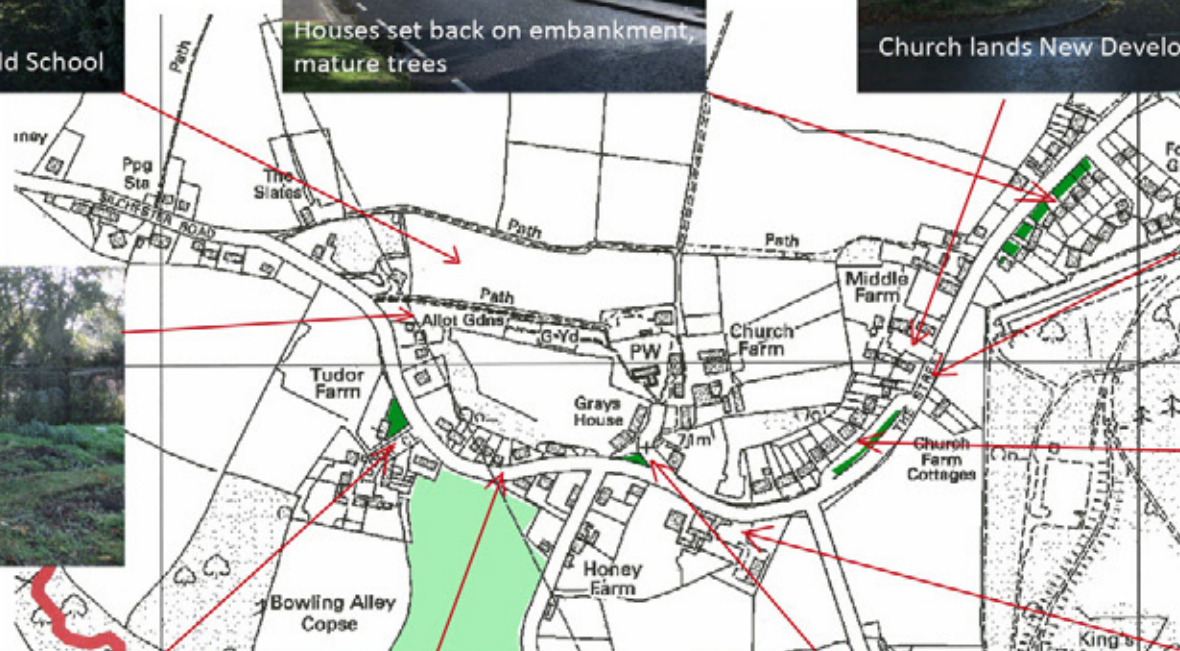 ld School
Houses set back on embankment,
mature trees
Church lands New Develo
Path
Ppg
Sta
The
Slates
SILCHESTER ROAD
Path
Path
Path
Allot Gdns
G-Yd
PW
Church
Farm
Middle
Farm
Tudor
Farm
Grays
House
71m
Church
Farm
Cottages
Honey
Farm
Bowling Alley
Copse
King's